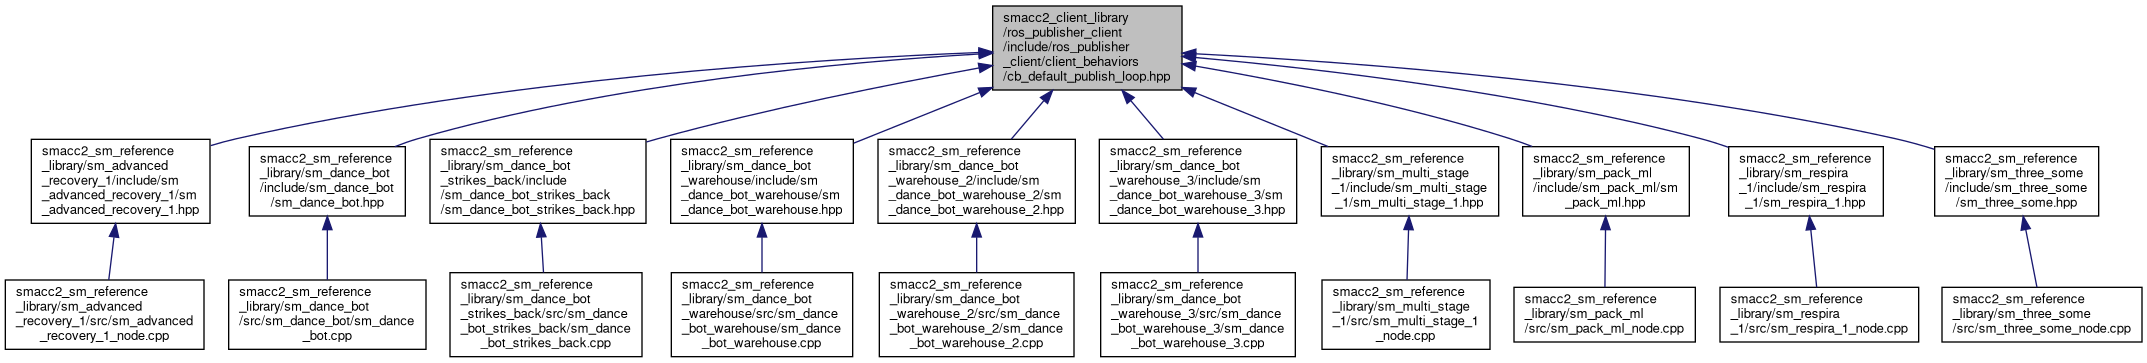 smacc2_client_library
/ros_publisher_client
/include/ros_publisher
_client/client_behaviors
/cb_default_publish_loop.hpp
smacc2_sm_reference
_library/sm_advanced
_recovery_1/include/sm
_advanced_recovery_1/sm
_advanced_recovery_1.hpp
smacc2_sm_reference
_library/sm_dance_bot
/include/sm_dance_bot
/sm_dance_bot.hpp
smacc2_sm_reference
_library/sm_dance_bot
_strikes_back/include
/sm_dance_bot_strikes_back
/sm_dance_bot_strikes_back.hpp
smacc2_sm_reference
_library/sm_dance_bot
_warehouse/include/sm
_dance_bot_warehouse/sm
_dance_bot_warehouse.hpp
smacc2_sm_reference
_library/sm_dance_bot
_warehouse_2/include/sm
_dance_bot_warehouse_2/sm
_dance_bot_warehouse_2.hpp
smacc2_sm_reference
_library/sm_dance_bot
_warehouse_3/include/sm
_dance_bot_warehouse_3/sm
_dance_bot_warehouse_3.hpp
smacc2_sm_reference
_library/sm_multi_stage
_1/include/sm_multi_stage
_1/sm_multi_stage_1.hpp
smacc2_sm_reference
_library/sm_pack_ml
/include/sm_pack_ml/sm
_pack_ml.hpp
smacc2_sm_reference
_library/sm_respira
_1/include/sm_respira
_1/sm_respira_1.hpp
smacc2_sm_reference
_library/sm_three_some
/include/sm_three_some
/sm_three_some.hpp
smacc2_sm_reference
_library/sm_advanced
_recovery_1/src/sm_advanced
_recovery_1_node.cpp
smacc2_sm_reference
_library/sm_dance_bot
/src/sm_dance_bot/sm_dance
_bot.cpp
smacc2_sm_reference
_library/sm_dance_bot
_strikes_back/src/sm_dance
_bot_strikes_back/sm_dance
_bot_strikes_back.cpp
smacc2_sm_reference
_library/sm_dance_bot
_warehouse/src/sm_dance
_bot_warehouse/sm_dance
_bot_warehouse.cpp
smacc2_sm_reference
_library/sm_dance_bot
_warehouse_2/src/sm_dance
_bot_warehouse_2/sm_dance
_bot_warehouse_2.cpp
smacc2_sm_reference
_library/sm_dance_bot
_warehouse_3/src/sm_dance
_bot_warehouse_3/sm_dance
_bot_warehouse_3.cpp
smacc2_sm_reference
_library/sm_multi_stage
_1/src/sm_multi_stage_1
_node.cpp
smacc2_sm_reference
_library/sm_pack_ml
/src/sm_pack_ml_node.cpp
smacc2_sm_reference
_library/sm_respira
_1/src/sm_respira_1_node.cpp
smacc2_sm_reference
_library/sm_three_some
/src/sm_three_some_node.cpp